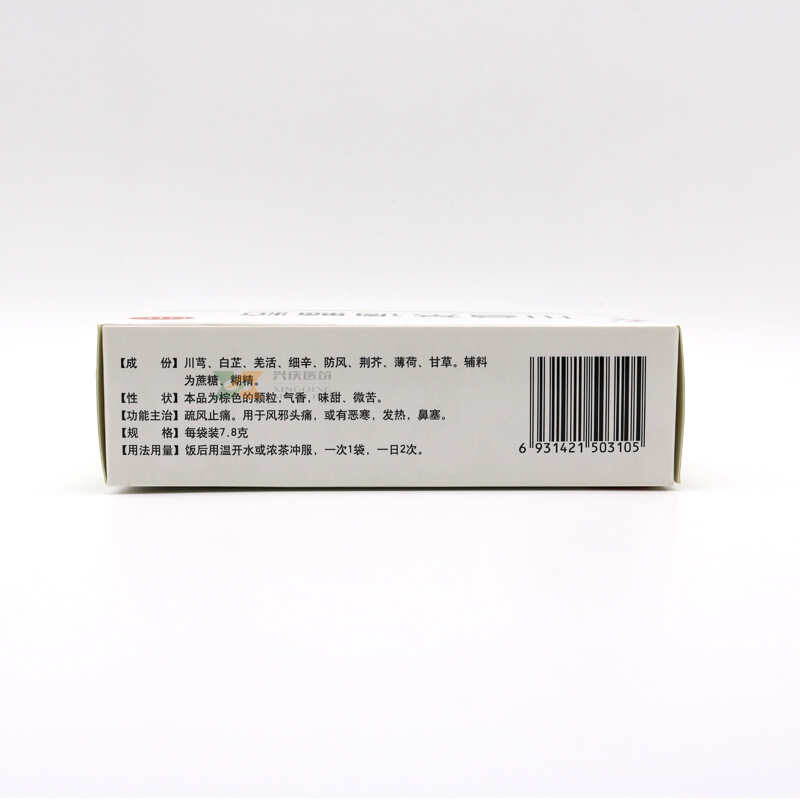 【成　份】川芎、白芷、羌活、细辛、防风、荆芥、薄荷、甘草。辅料
为蔗糖、糊精。
【性　状】本品为棕色的颗粒,气香，味甜、微苦。
【功能主治】疏风止痛。用于风邪头痛，或有恶寒，发热，鼻塞。
【规　格】每袋装7.8克
【用法用量】饭后用温开水或浓茶冲服，一次1袋，一日2次。
6 931421 503105
兴庆医药
XINGQING